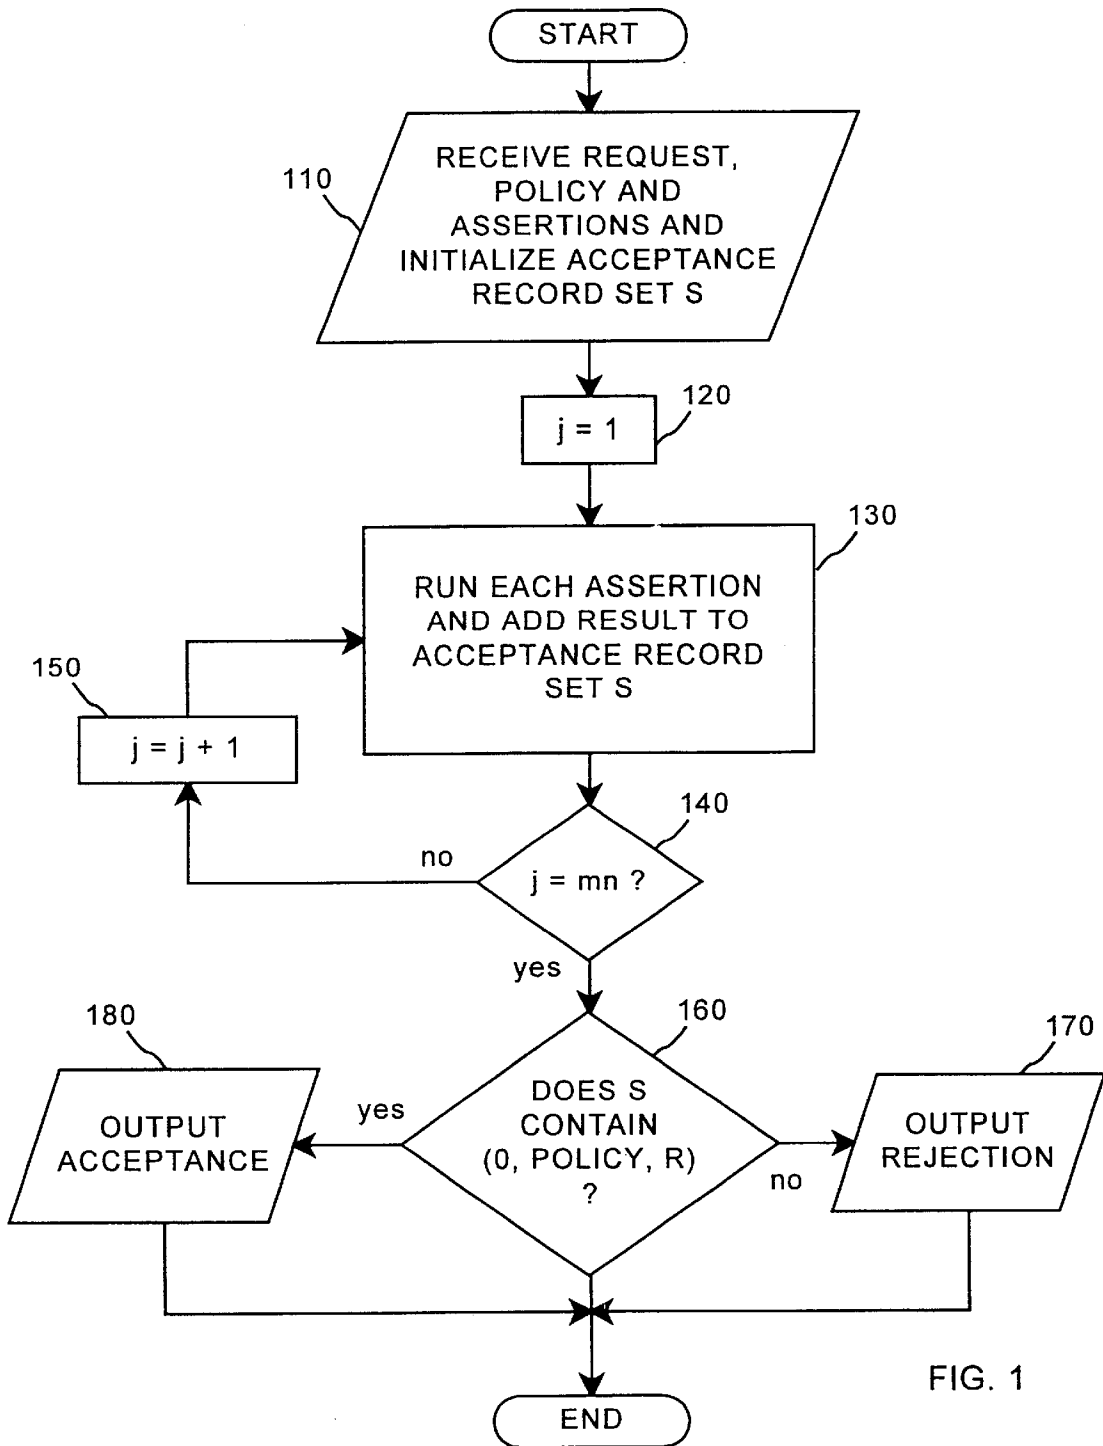 START
110
RECEIVE REQUEST,
POLICY AND
ASSERTIONS AND
INITIALIZE ACCEPTANCE
RECORD SET S
120
j = 1
130
RUN EACH ASSERTION
AND ADD RESULT TO
ACCEPTANCE RECORD
SET S
150
j = j + 1
140
no
j = mn ?
yes
160
180
170
DOES S
CONTAIN
(0, POLICY, R)
?
yes
OUTPUT
ACCEPTANCE
no
OUTPUT
REJECTION
FIG. 1
END